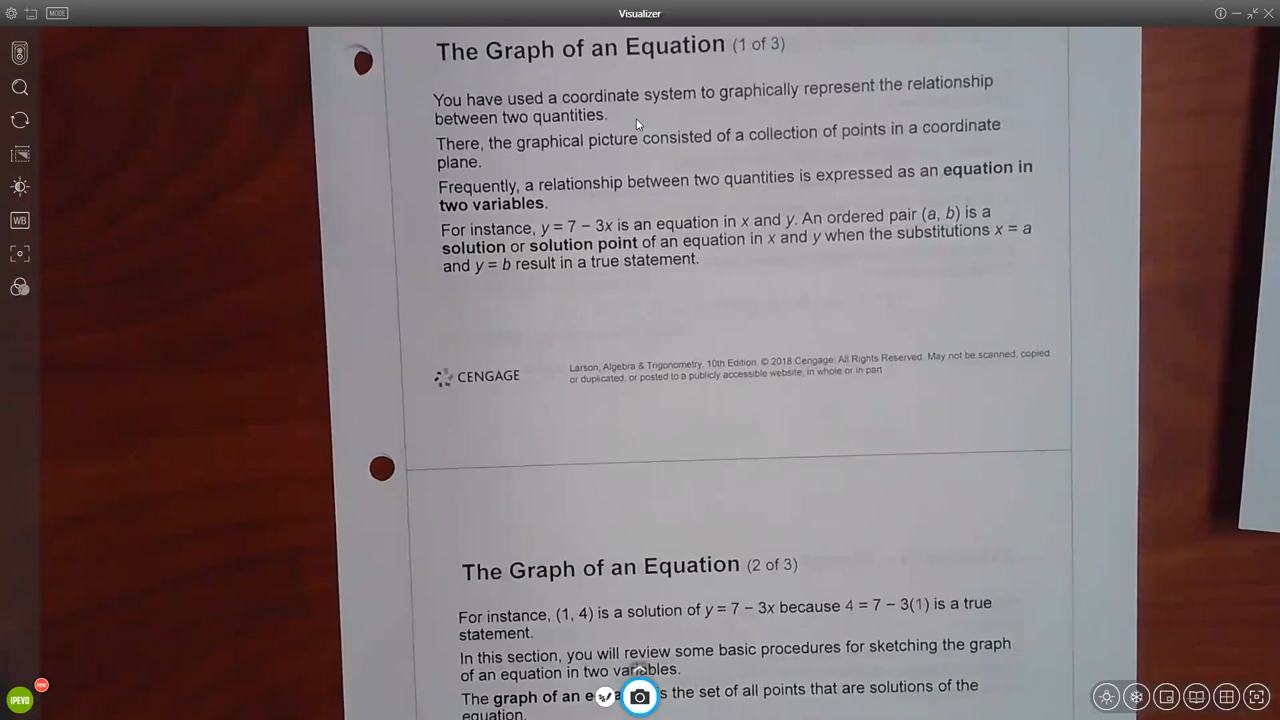 MODE
Visualizer
WB
The Graph of an Equation (1 of 3)
You have used a coordinate system to graphically represent the relationship
between two quantities.
There, the graphical picture consisted of a collection of points in a coordinate
plane.
Frequently, a relationship between two quantities is expressed as an equation in
two variables.
For instance, y = 7 − 3x is an equation in x and y. An ordered pair (a, b) is a
solution or solution point of an equation in x and y when the substitutions x = a
and y = b result in a true statement.
CENGAGE
Larson, Algebra & Trigonometry, 10th Edition. © 2018 Cengage. All Rights Reserved. May not be scanned, copied
or duplicated, or posted to a publicly accessible website, in whole or in part
The Graph of an Equation (2 of 3)
For instance, (1, 4) is a solution of y = 7 − 3x because 4 = 7 − 3(1) is a true
statement.
In this section, you will review some basic procedures for sketching the graph
of an equation in two variables.
The graph of an e s the set of all points that are solutions of the
equation.
IPEVO
new